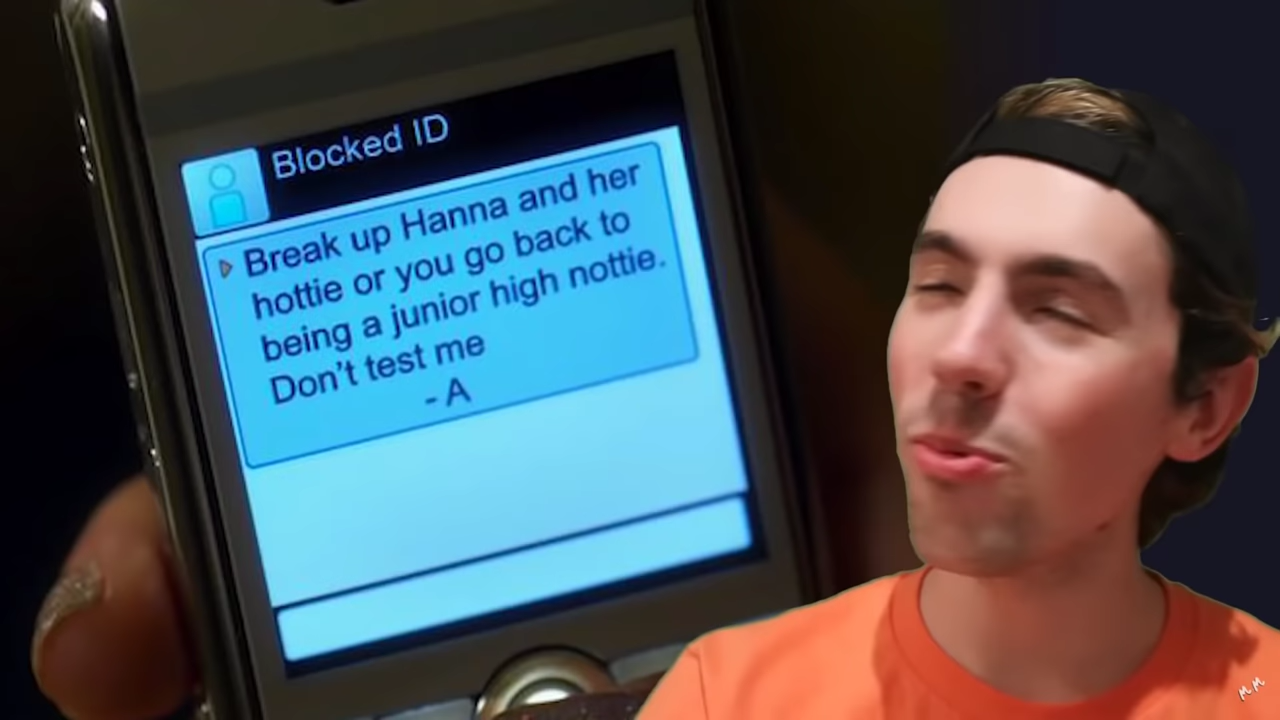 Blocked ID
Break up Hanna and her
hottie or you go back to
being a junior high nottie.
Don't test me
- A
MM